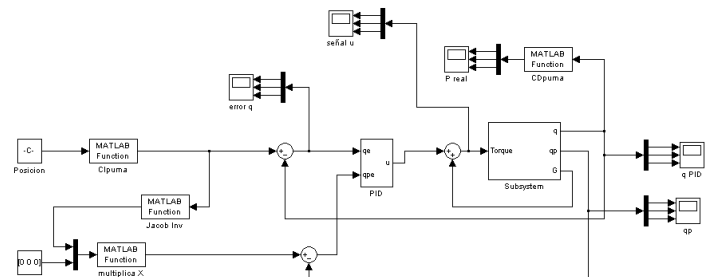 señal u
MATLAB
Function
CDpuma
P real
error q
-C-
Posicion
MATLAB
Function
CIpuma
qe
qpe
u
PID
Torque
q
qp
G
Subsystem
q PID
qp
MATLAB
Function
Jacob Inv
[0 0 0]
MATLAB
Function
multiplica X